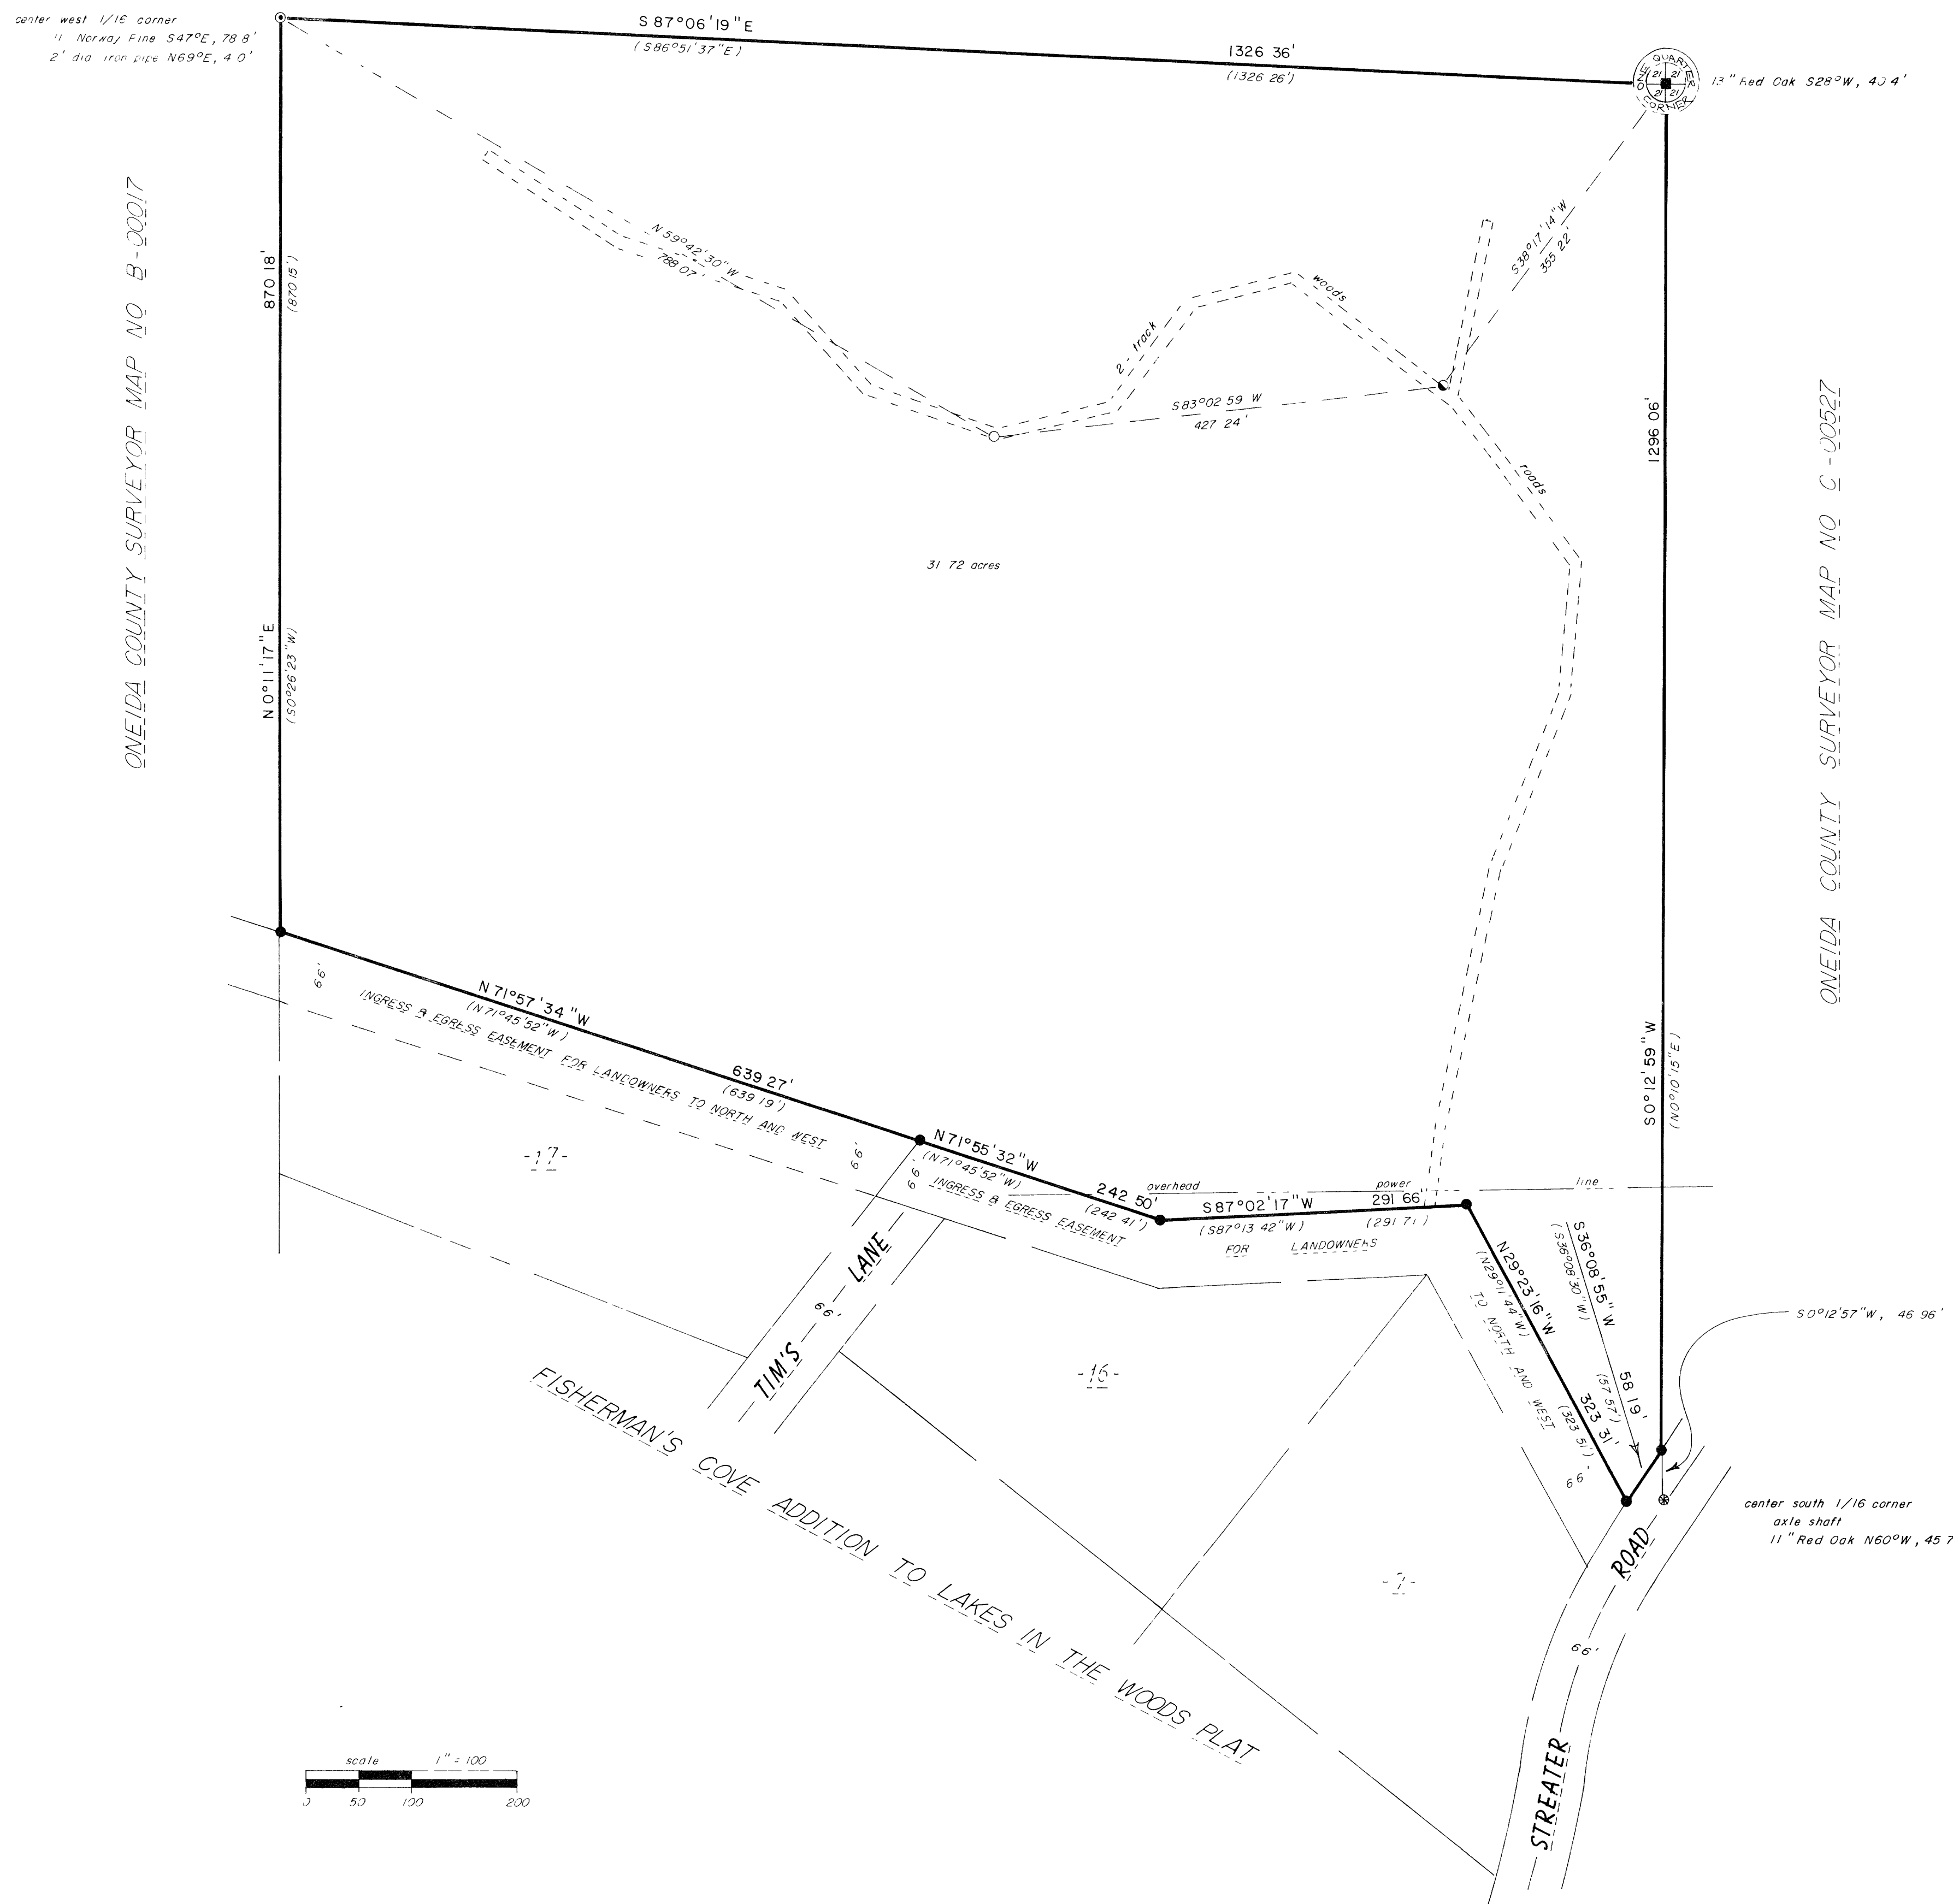 center west 1/16 corner
11 Norway Pine S47°E, 78 8'
2' dia iron pipe N69°E, 4.0'
S 87°06'19"E
(S86°51'37"E)
1326 36'
(1326 26')
ONE QUARTER CORNER
21 21
21 21
13" Red Oak S28°W, 40 4'
ONEIDA COUNTY SURVEYOR MAP NO B-00017
870 18'
(870 15')
N 0°11'17"E
(S0°26'23"W)
N 59°42'30"W
788 07'
2 - track
woods
roads
S38°17'14"W
355 22'
S83°02 59 W
427 24'
31 72 acres
1296 06'
S 0°12'59"W
(N0°10'15"E)
ONEIDA COUNTY SURVEYOR MAP NO C-00527
66'
N 71°57'34"W
(N71°45'52"W)
639 27'
(639 19')
INGRESS & EGRESS EASEMENT FOR LANDOWNERS TO NORTH AND WEST
66'
66'
N 71°55'32"W
(N71°45'52"W)
242 50'
(242 41')
INGRESS & EGRESS EASEMENT
FOR LANDOWNERS
TO NORTH AND WEST
overhead power line
S87°02'17"W
291 66'
(S87°13 42"W)
(291 71')
N29°23'16"W
(N29°11'44"W)
323 31'
(323 51')
66'
S36°08'55"W
(S36°08'30"W)
58 19'
(57 57')
S0°12'57"W, 46 96'
center south 1/16 corner
axle shaft
11" Red Oak N60°W, 45 7
-17-
TIM'S LANE
66'
-16-
FISHERMAN'S COVE ADDITION TO LAKES IN THE WOODS PLAT
STREATER ROAD
66'
scale 1" = 100
0 50 100 200